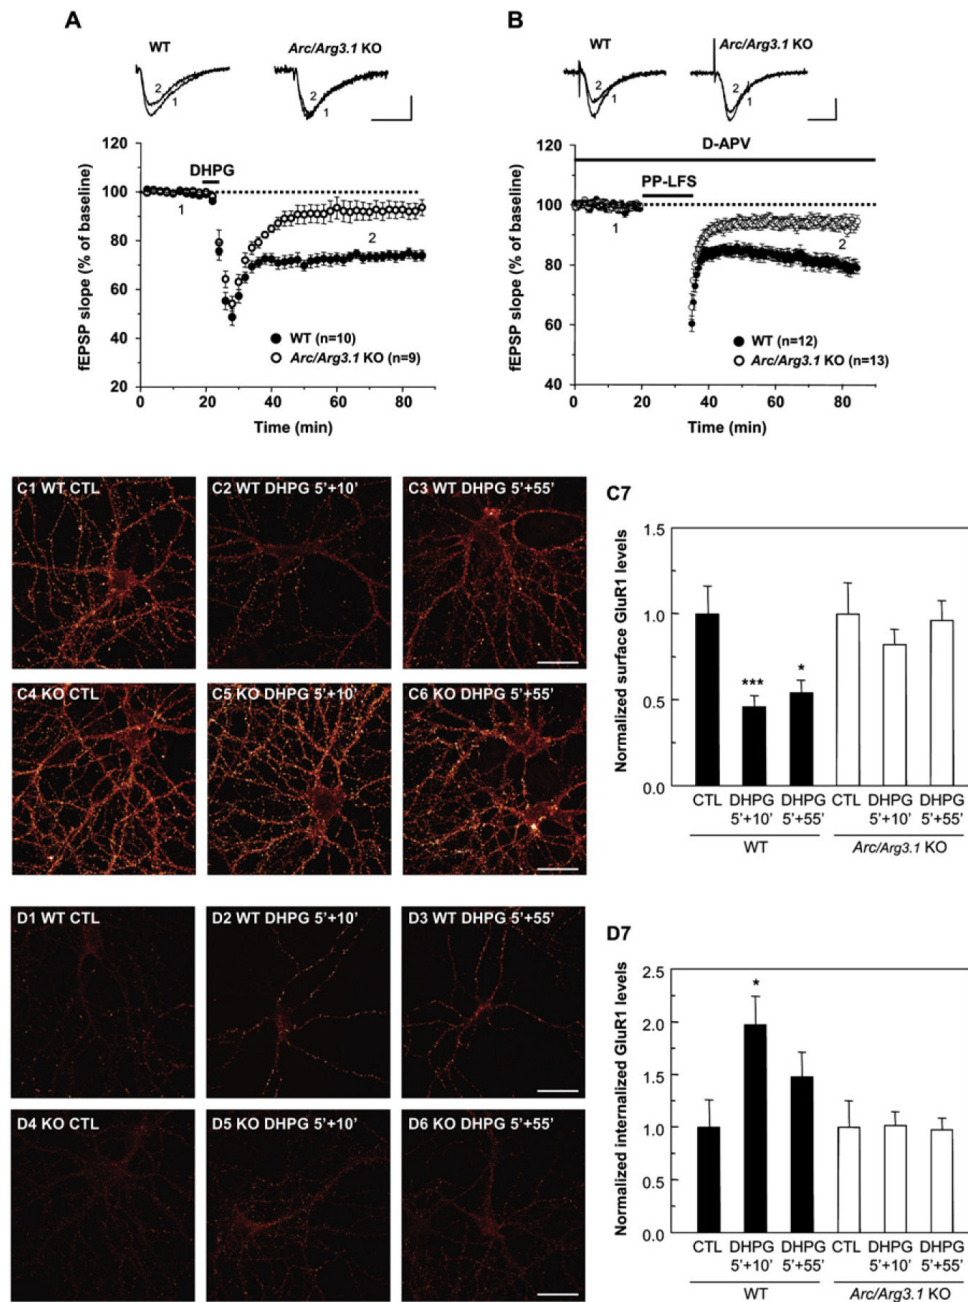 A
B
WT
Arc/Arg3.1 KO
WT
Arc/Arg3.1 KO
2
1
2
1
2
1
2
1
120
100
80
60
40
20
fEPSP slope (% of baseline)
DHPG
1
2
WT (n=10)
Arc/Arg3.1 KO (n=9)
0
20
40
60
80
Time (min)
120
100
80
60
40
fEPSP slope (% of baseline)
D-APV
PP-LFS
1
2
WT (n=12)
Arc/Arg3.1 KO (n=13)
0
20
40
60
80
Time (min)
C1 WT CTL
C2 WT DHPG 5'+10'
C3 WT DHPG 5'+55'
C4 KO CTL
C5 KO DHPG 5'+10'
C6 KO DHPG 5'+55'
C7
Normalized surface GluR1 levels
1.5
1.0
0.5
0.0
***
*
CTL DHPG DHPG CTL DHPG DHPG
5'+10' 5'+55' 5'+10' 5'+55'
WT Arc/Arg3.1 KO
D1 WT CTL
D2 WT DHPG 5'+10'
D3 WT DHPG 5'+55'
D4 KO CTL
D5 KO DHPG 5'+10'
D6 KO DHPG 5'+55'
D7
Normalized internalized GluR1 levels
2.5
2.0
1.5
1.0
0.5
0.0
*
CTL DHPG DHPG CTL DHPG DHPG
5'+10' 5'+55' 5'+10' 5'+55'
WT Arc/Arg3.1 KO